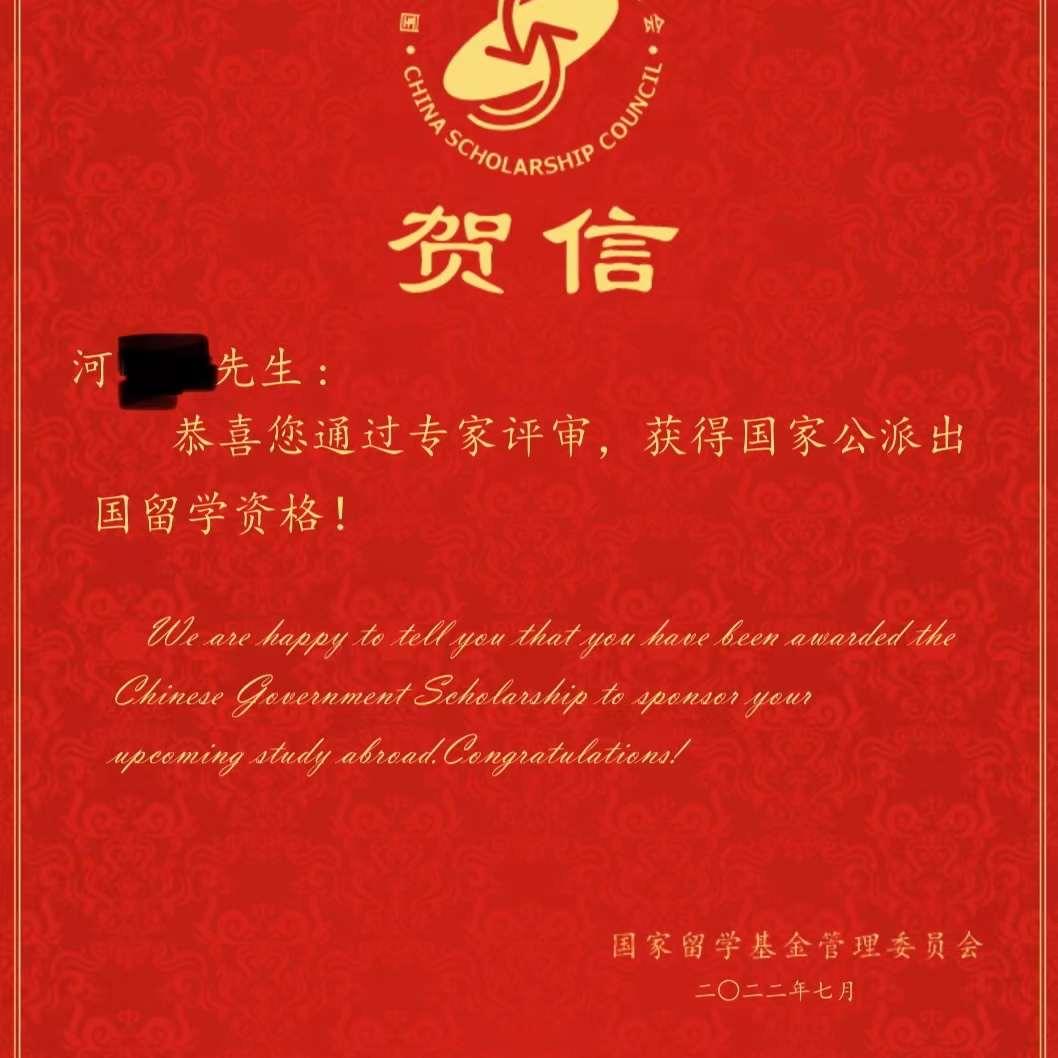 国
会
• CHINA SCHOLARSHIP COUNCIL •
贺信
河 先生：
恭喜您通过专家评审，获得国家公派出
国留学资格！
We are happy to tell you that you have been awarded the
Chinese Government Scholarship to sponsor your
upcoming study abroad.Congratulations!
国家留学基金管理委员会
二〇二二年七月